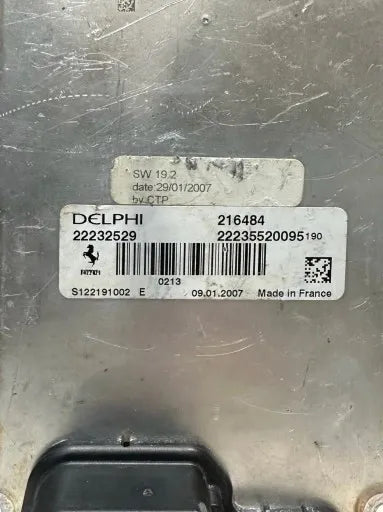 SW 19.2
date:29/01/2007
by CTP
DELPHI 216484
22232529 22235520095190
0213
S122191002 E 09.01.2007 Made in France